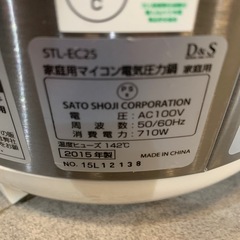 C
STL-EC25
D&S
家庭用マイコン電気圧力鍋 家庭用
PSE
SATO SHOJI CORPORATION
電圧:AC100V
周波数:50/60Hz
消費電力:710W
温度ヒューズ 142℃
2015年製
NO. 15L12138
MADE IN CHINA